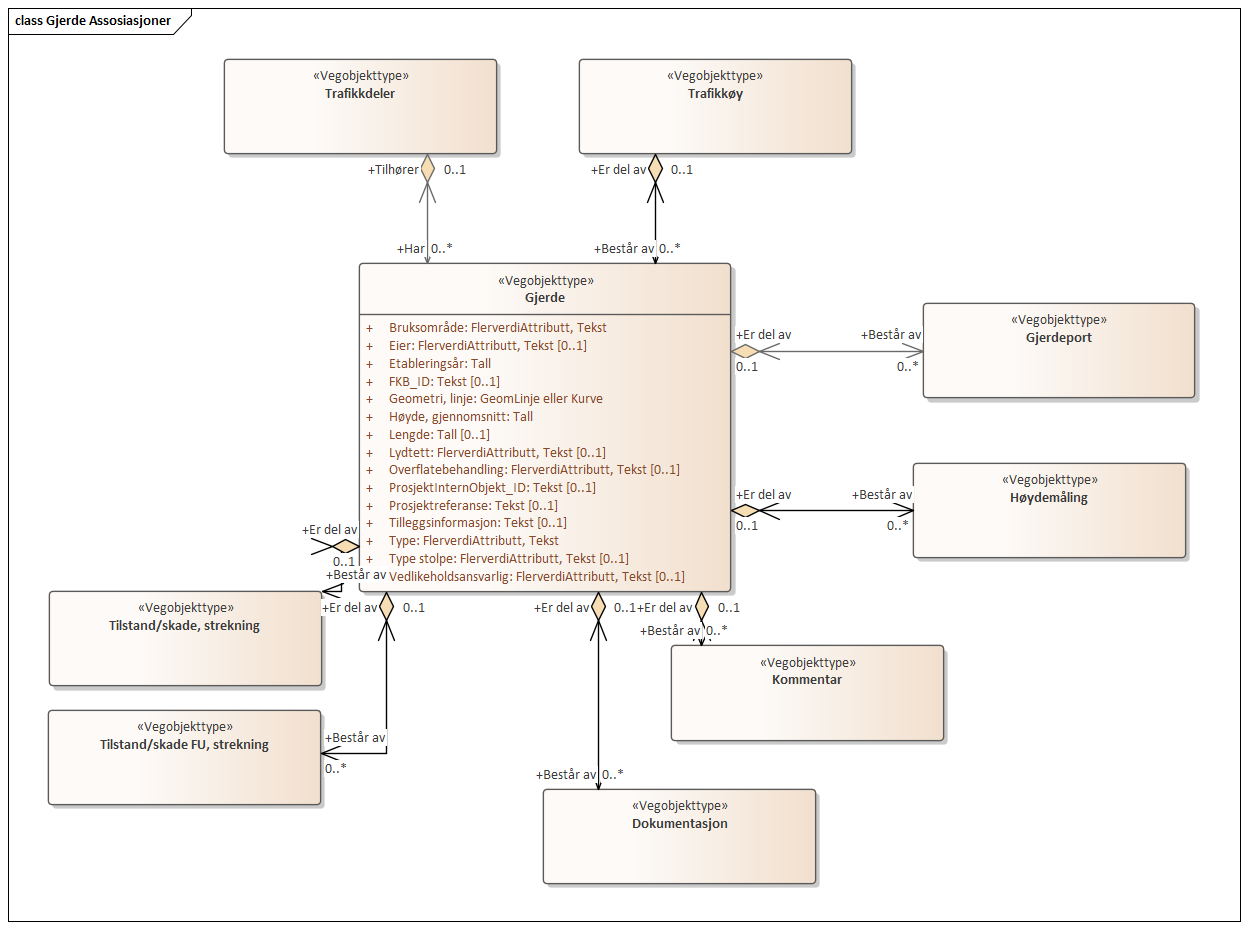 class Gjerde Assosiasjoner
«Vegobjekttype»
Trafikkdeler
«Vegobjekttype»
Trafikkøy
+Tilhører
0..1
+Er del av
0..1
+Har
0..*
+Består av
0..*
«Vegobjekttype»
Gjerde
+ Bruksområde: FlerverdiAttributt, Tekst
+ Eier: FlerverdiAttributt, Tekst [0..1]
+ Etableringsår: Tall
+ FKB_ID: Tekst [0..1]
+ Geometri, linje: GeomLinje eller Kurve
+ Høyde, gjennomsnitt: Tall
+ Lengde: Tall [0..1]
+ Lydtett: FlerverdiAttributt, Tekst [0..1]
+ Overflatebehandling: FlerverdiAttributt, Tekst [0..1]
+ ProsjektInternObjekt_ID: Tekst [0..1]
+ Prosjektreferanse: Tekst [0..1]
+ Tilleggsinformasjon: Tekst [0..1]
+ Type: FlerverdiAttributt, Tekst
+ Type stolpe: FlerverdiAttributt, Tekst [0..1]
Vedlikeholdsansvarlig: FlerverdiAttributt, Tekst [0..1]
+Er del av
0..1
+Består av
0..*
«Vegobjekttype»
Gjerdeport
+Er del av
0..1
+Består av
0..*
«Vegobjekttype»
Høydemåling
+Er del av
0..1
+Består av
«Vegobjekttype»
Tilstand/skade, strekning
+Er del av
0..1
+Består av
0..*
«Vegobjekttype»
Tilstand/skade FU, strekning
+Er del av
0..1
+Består av
0..*
«Vegobjekttype»
Dokumentasjon
+Er del av
0..1
+Består av
0..*
«Vegobjekttype»
Kommentar